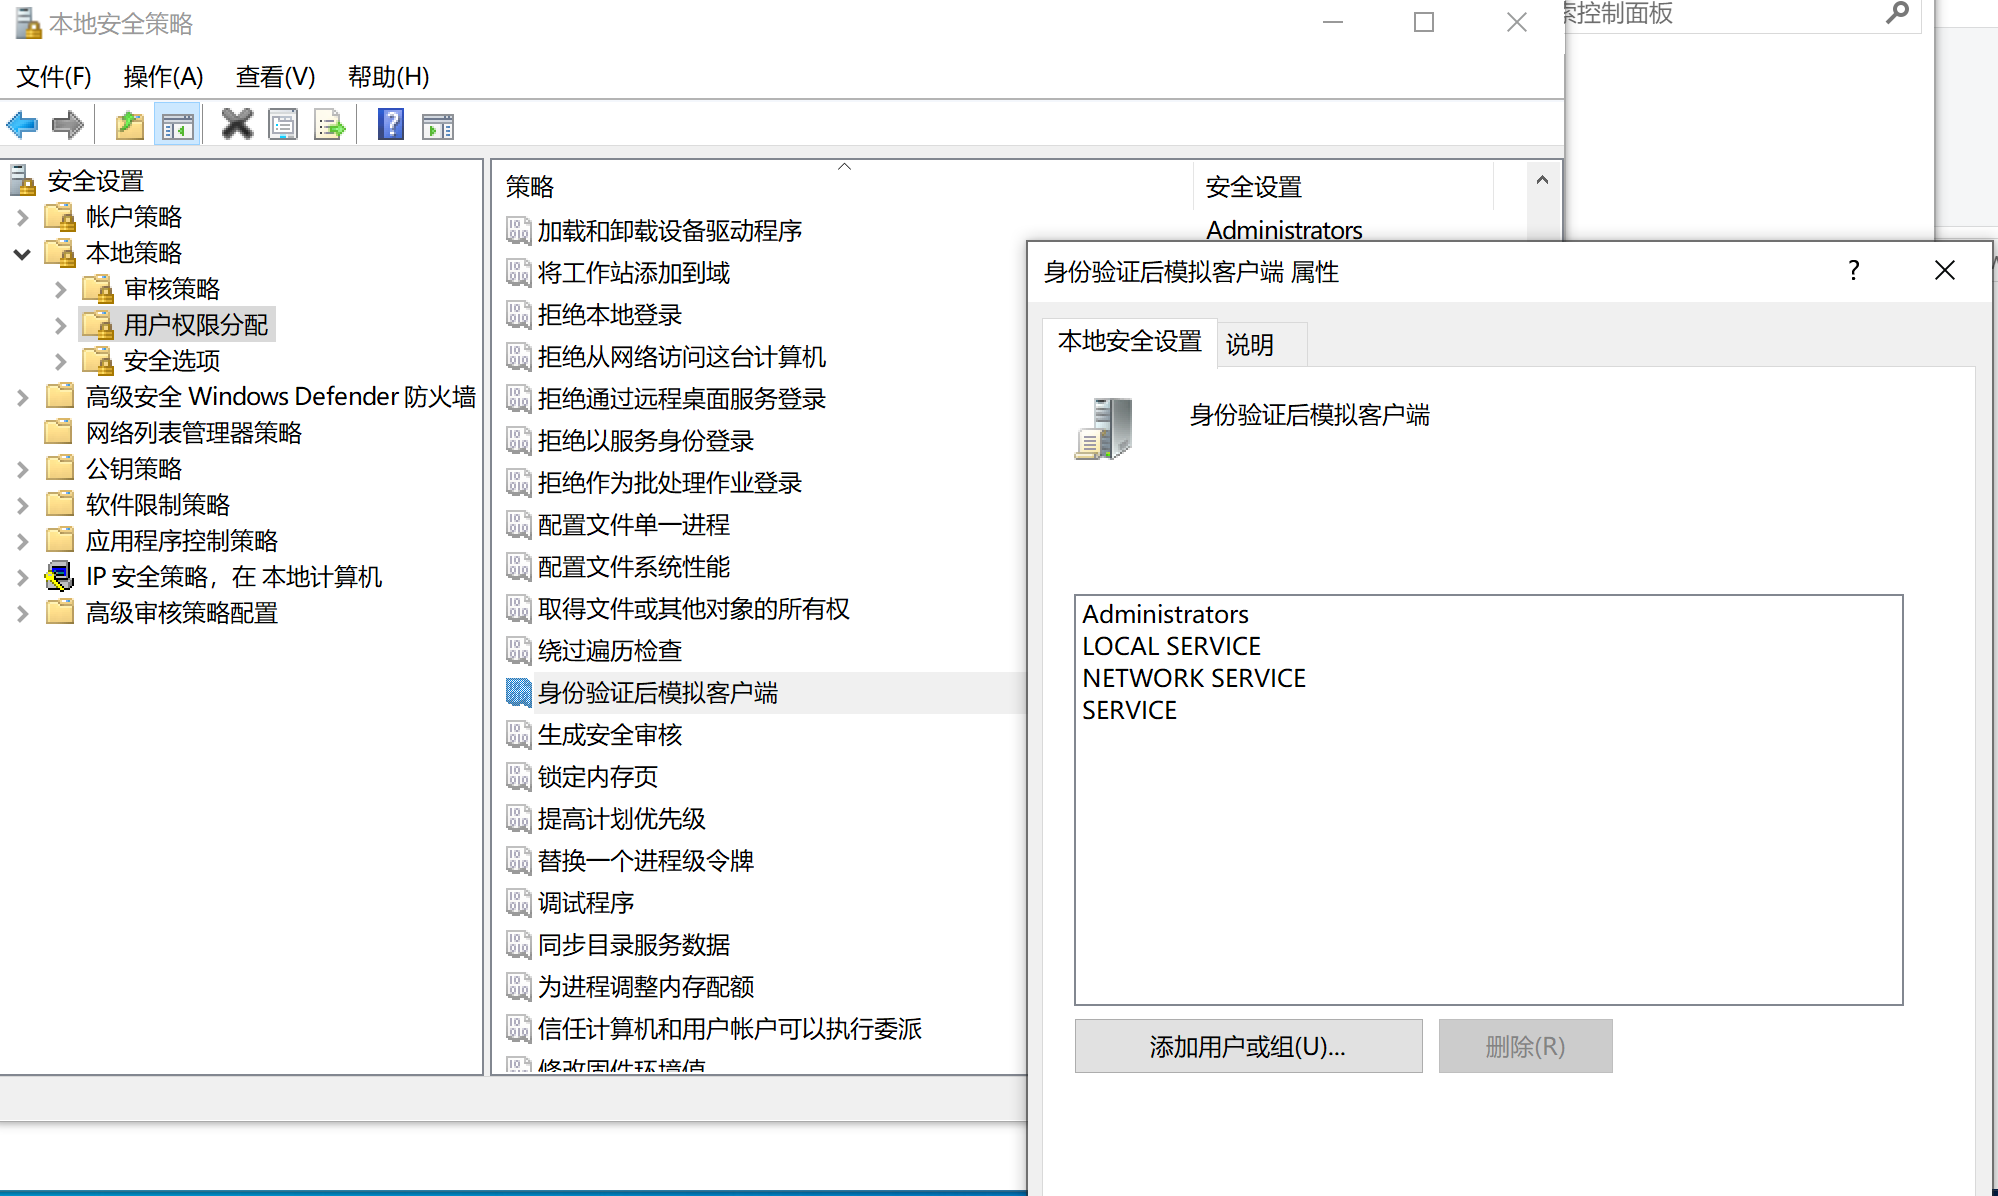 本地安全策略
索控制面板
文件(F) 操作(A) 查看(V) 帮助(H)
安全设置
帐户策略
本地策略
审核策略
用户权限分配
安全选项
高级安全 Windows Defender 防火墙
网络列表管理器策略
公钥策略
软件限制策略
应用程序控制策略
IP 安全策略，在 本地计算机
高级审核策略配置
策略 安全设置
加载和卸载设备驱动程序 Administrators
将工作站添加到域
拒绝本地登录
拒绝从网络访问这台计算机
拒绝通过远程桌面服务登录
拒绝以服务身份登录
拒绝作为批处理作业登录
配置文件单一进程
配置文件系统性能
取得文件或其他对象的所有权
绕过遍历检查
身份验证后模拟客户端
生成安全审核
锁定内存页
提高计划优先级
替换一个进程级令牌
调试程序
同步目录服务数据
为进程调整内存配额
信任计算机和用户帐户可以执行委派
修改固件环境值
身份验证后模拟客户端 属性
本地安全设置 说明
身份验证后模拟客户端
Administrators
LOCAL SERVICE
NETWORK SERVICE
SERVICE
添加用户或组(U)... 删除(R)